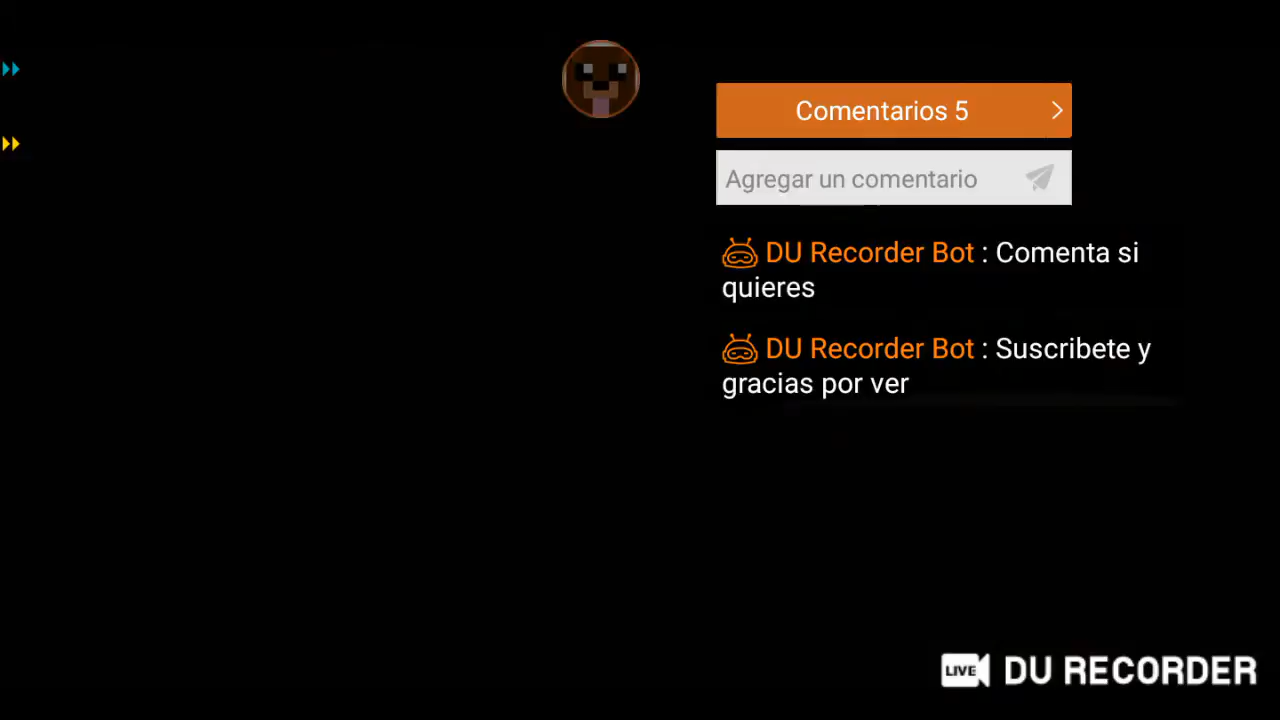 Comentarios 5
Agregar un comentario
DU Recorder Bot : Comenta si
quieres
DU Recorder Bot : Suscribete y
gracias por ver
LIVE DU RECORDER